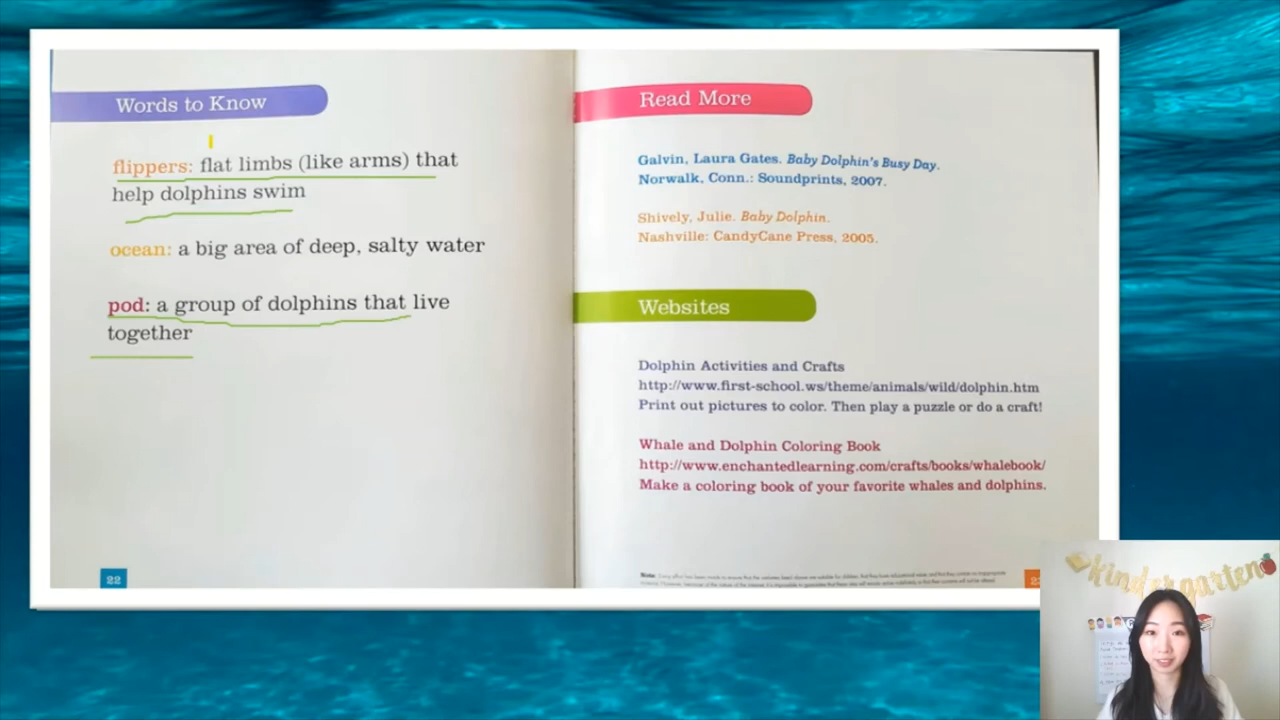 Words to Know
flippers: flat limbs (like arms) that
help dolphins swim
ocean: a big area of deep, salty water
pod: a group of dolphins that live
together
22
Read More
Galvin, Laura Gates. Baby Dolphin's Busy Day.
Norwalk, Conn.: Soundprints, 2007.
Shively, Julie. Baby Dolphin.
Nashville: CandyCane Press, 2005.
Websites
Dolphin Activities and Crafts
http://www.first-school.ws/theme/animals/wild/dolphin.htm
Print out pictures to color. Then play a puzzle or do a craft!
Whale and Dolphin Coloring Book
http://www.enchantedlearning.com/crafts/books/whalebook/
Make a coloring book of your favorite whales and dolphins.
Note:
kindergarten